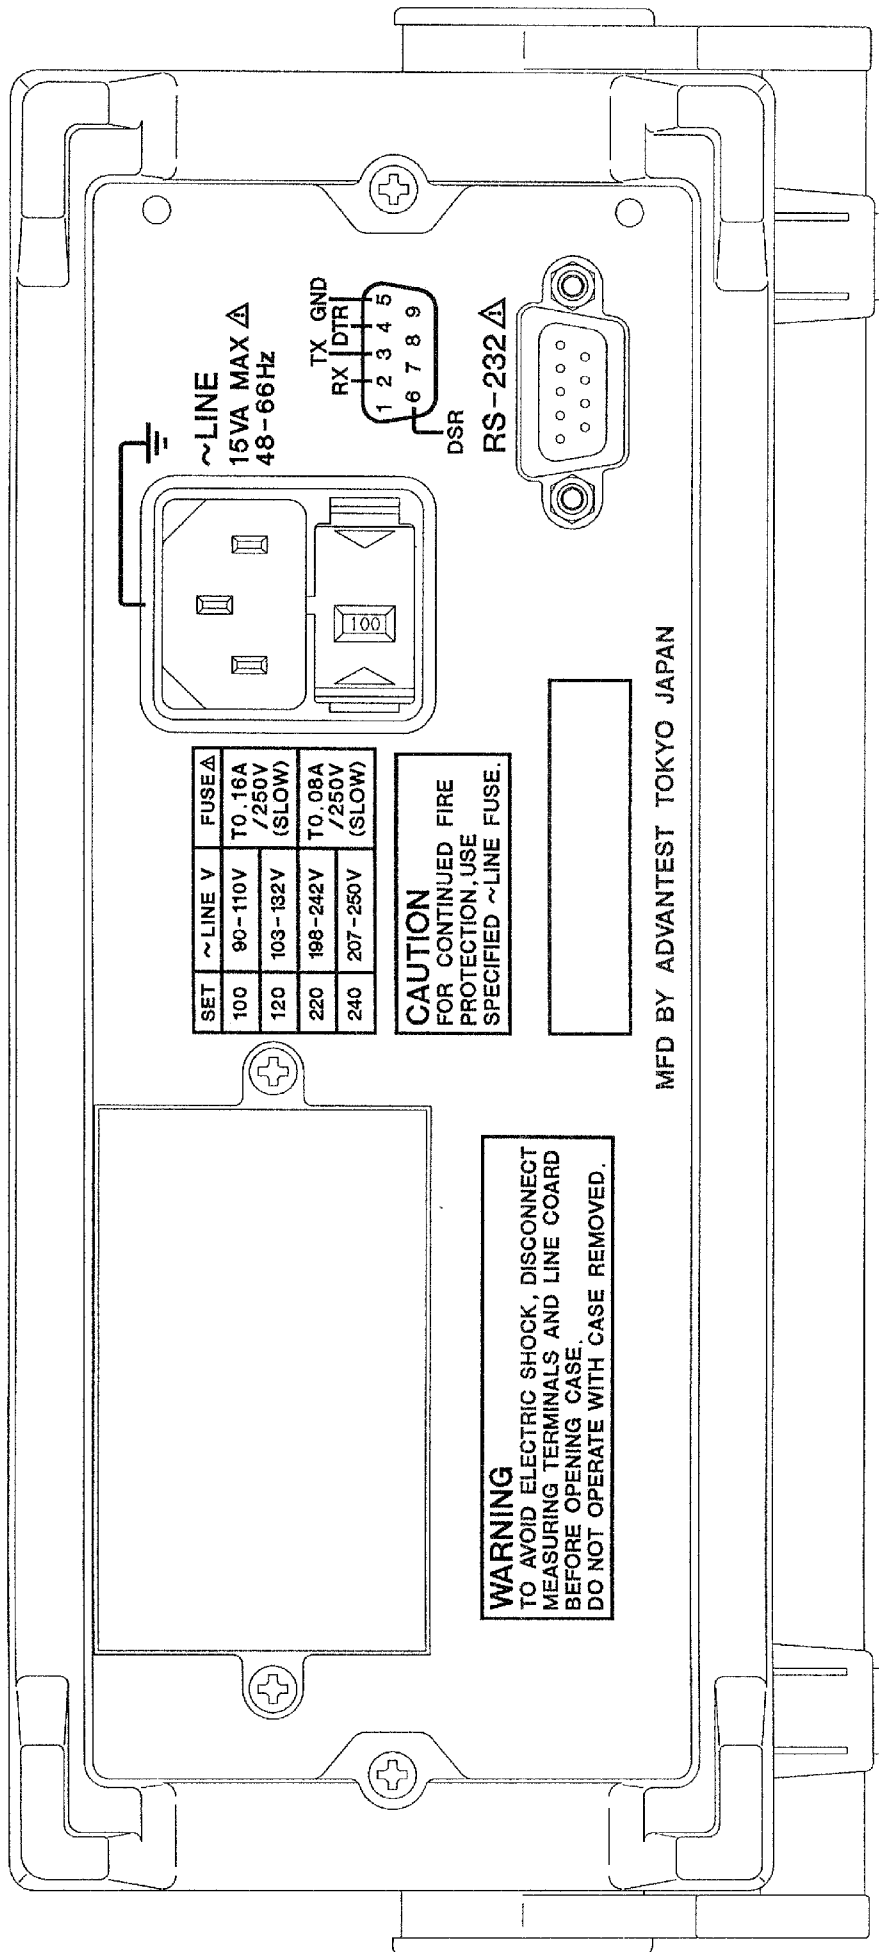 WARNING
TO AVOID ELECTRIC SHOCK, DISCONNECT
MEASURING TERMINALS AND LINE COARD
BEFORE OPENING CASE.
DO NOT OPERATE WITH CASE REMOVED.
SET ~LINE V FUSE⚠
100 90-110V T0.16A
/250V
120 103-132V (SLOW)
220 198-242V T0.08A
/250V
240 207-250V (SLOW)
CAUTION
FOR CONTINUED FIRE
PROTECTION,USE
SPECIFIED ~LINE FUSE.
MFD BY ADVANTEST TOKYO JAPAN
100
~LINE
15VA MAX⚠
48-66Hz
TX GND
RX DTR
1 2 3 4 5
6 7 8 9
DSR
RS-232⚠